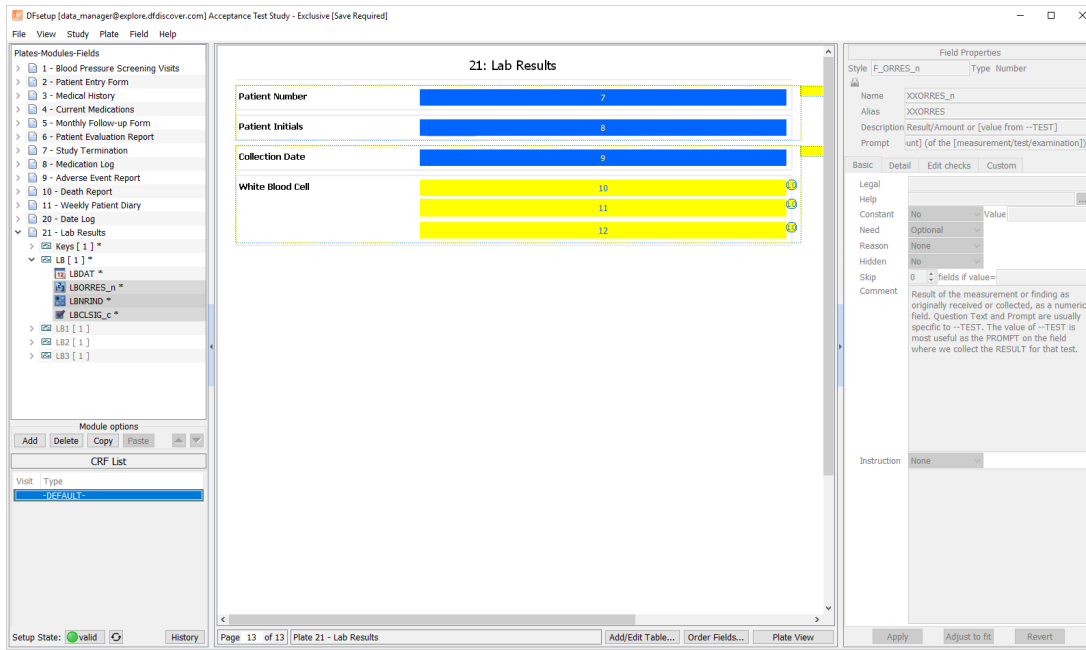 DFsetup [data_manager@explore.dfdiscover.com] Acceptance Test Study - Exclusive [Save Required]
File View Study Plate Field Help
Plates-Modules-Fields
1 - Blood Pressure Screening Visits
2 - Patient Entry Form
3 - Medical History
4 - Current Medications
5 - Monthly Follow-up Form
6 - Patient Evaluation Report
7 - Study Termination
8 - Medication Log
9 - Adverse Event Report
10 - Death Report
11 - Weekly Patient Diary
20 - Date Log
21 - Lab Results
Keys [ 1 ] *
LB [ 1 ] *
LBDAT *
LBORRES_n *
LBNRIND *
LBCLSIG_c *
LB1 [ 1 ]
LB2 [ 1 ]
LB3 [ 1 ]
Module options
Add Delete Copy Paste
CRF List
Visit Type
-DEFAULT-
Setup State: valid History
21: Lab Results
Patient Number 7
Patient Initials 8
Collection Date 9
White Blood Cell 10 10
11 10
12 10
Page 13 of 13 Plate 21 - Lab Results Add/Edit Table... Order Fields... Plate View
Field Properties
Style F_ORRES_n Type Number
Name XXORRES_n
Alias XXORRES
Description Result/Amount or [value from --TEST]
Prompt unt] (of the [measurement/test/examination])
Basic Detail Edit checks Custom
Legal
Help ...
Constant No Value
Need Optional
Reason None
Hidden No
Skip 0 fields if value=
Comment Result of the measurement or finding as
originally received or collected, as a numeric
field. Question Text and Prompt are usually
specific to --TEST. The value of --TEST is
most useful as the PROMPT on the field
where we collect the RESULT for that test.
Instruction None
Apply Adjust to fit Revert